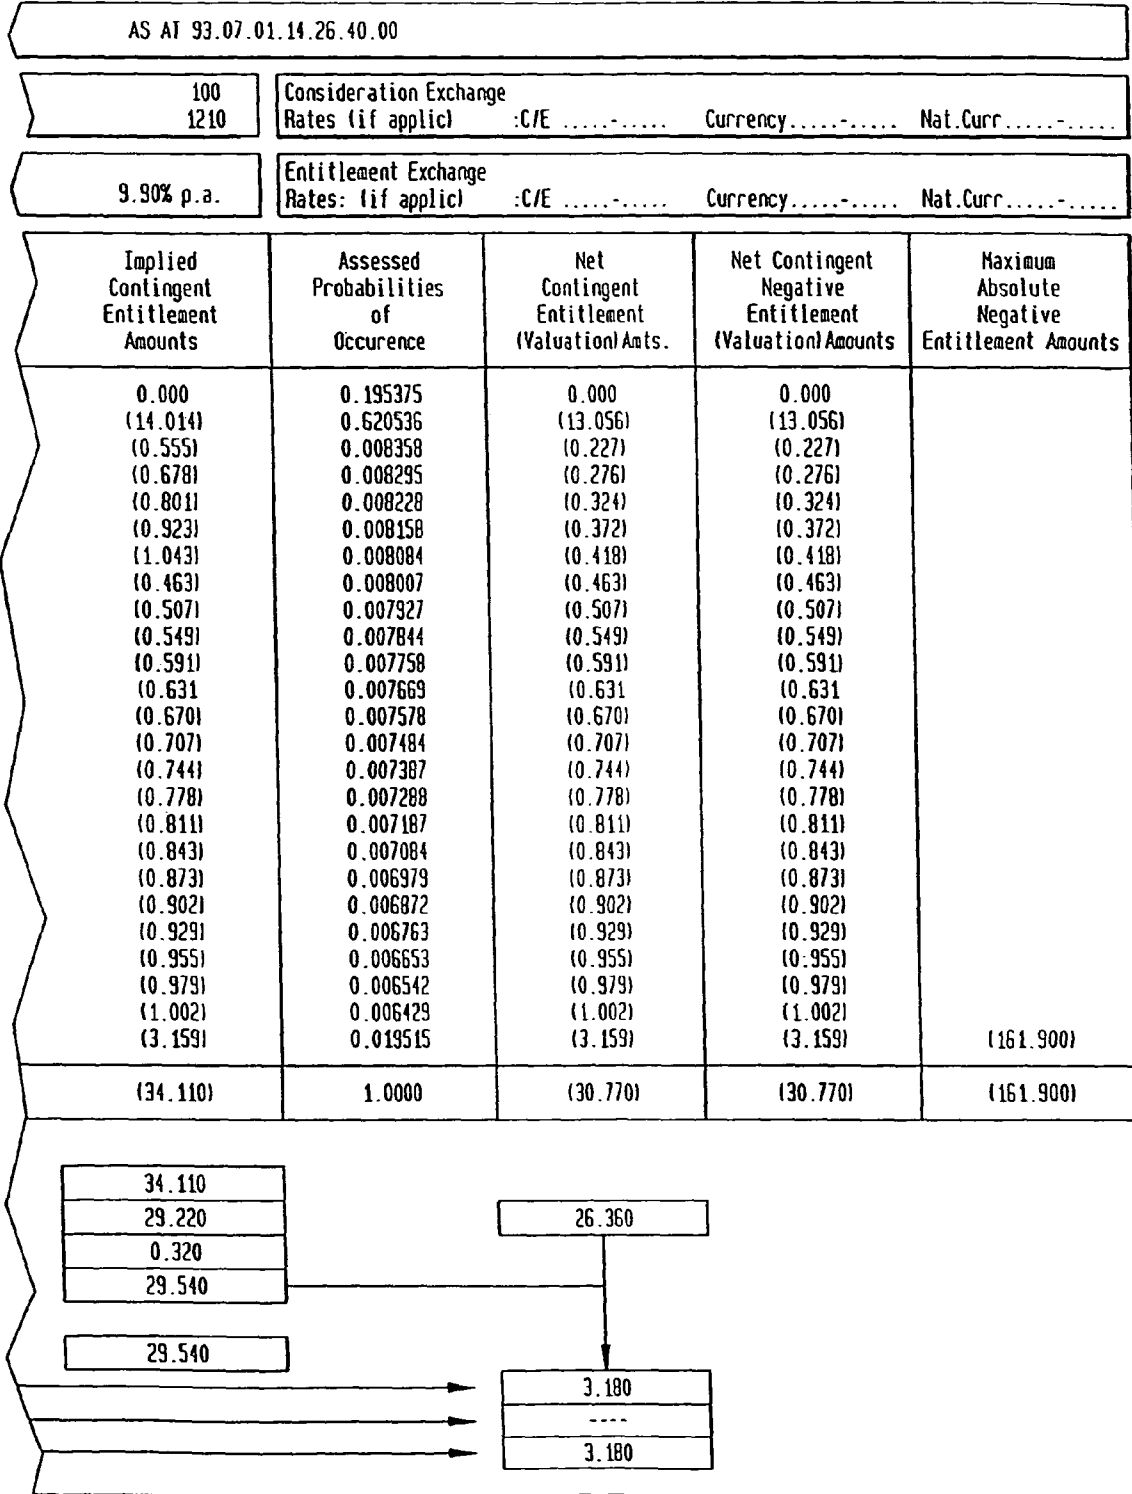 AS AT 93.07.01.14.26.40.00
100
1210
Consideration Exchange
Rates (if applic) :C/E .....-..... Currency.....-..... Nat.Curr.....-.....
9.90% p.a.
Entitlement Exchange
Rates: (if applic) :C/E .....-..... Currency.....-..... Nat.Curr.....-.....
Implied Contingent Entitlement Amounts
Assessed Probabilities of Occurence
Net Contingent Entitlement (Valuation) Amts.
Net Contingent Negative Entitlement (Valuation) Amounts
Maximum Absolute Negative Entitlement Amounts
0.000 0.195375 0.000 0.000
(14.014) 0.620536 (13.056) (13.056)
(0.555) 0.008358 (0.227) (0.227)
(0.678) 0.008295 (0.276) (0.276)
(0.801) 0.008228 (0.324) (0.324)
(0.923) 0.008158 (0.372) (0.372)
(1.043) 0.008084 (0.418) (0.418)
(0.463) 0.008007 (0.463) (0.463)
(0.507) 0.007927 (0.507) (0.507)
(0.549) 0.007844 (0.549) (0.549)
(0.591) 0.007758 (0.591) (0.591)
(0.631 0.007669 (0.631 (0.631
(0.670) 0.007578 (0.670) (0.670)
(0.707) 0.007484 (0.707) (0.707)
(0.744) 0.007387 (0.744) (0.744)
(0.778) 0.007288 (0.778) (0.778)
(0.811) 0.007187 (0.811) (0.811)
(0.843) 0.007084 (0.843) (0.843)
(0.873) 0.006979 (0.873) (0.873)
(0.902) 0.006872 (0.902) (0.902)
(0.929) 0.006763 (0.929) (0.929)
(0.955) 0.006653 (0.955) (0.955)
(0.979) 0.006542 (0.979) (0.979)
(1.002) 0.006429 (1.002) (1.002)
(3.159) 0.019515 (3.159) (3.159) (161.900)
(34.110) 1.0000 (30.770) (30.770) (161.900)
34.110
29.220 26.360
0.320
29.540
29.540
3.180
----
3.180